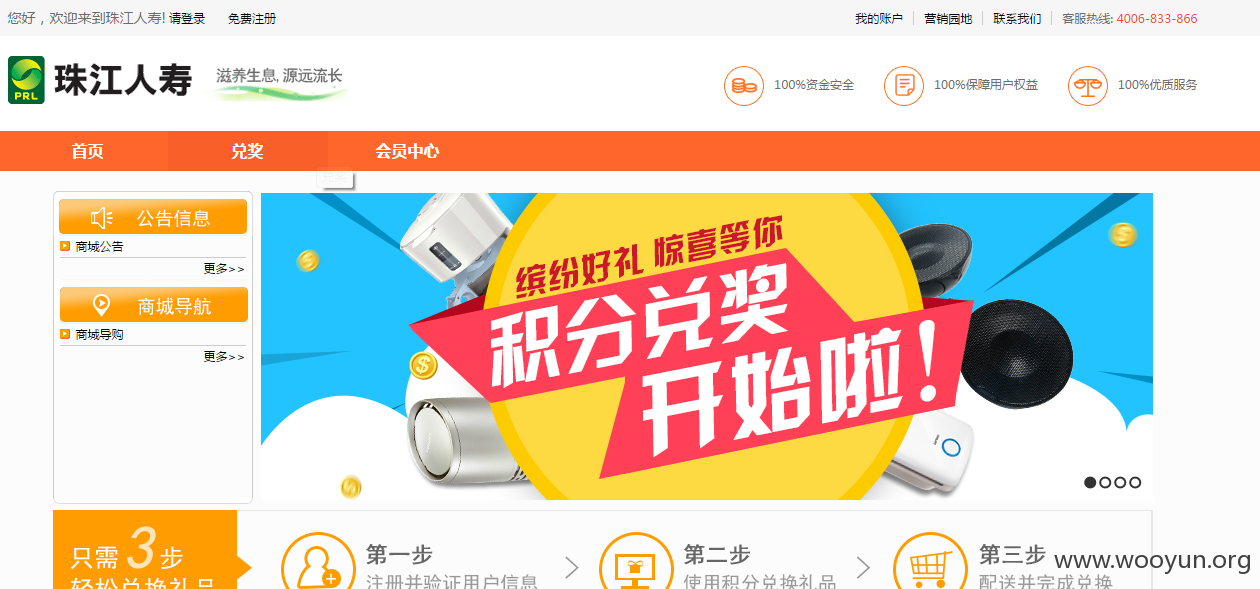 您好，欢迎来到珠江人寿! 请登录 免费注册 我的账户 营销园地 联系我们 客服热线: 4006-833-866
PRL 珠江人寿 滋养生息, 源远流长 100%资金安全 100%保障用户权益 100%优质服务
首页 兑奖 会员中心
公告信息
商城公告
更多>>
商城导航
商城导购
更多>>
缤纷好礼 惊喜等你
积分兑奖
开始啦！
只需3步
轻松兑换礼品
第一步
注册并验证用户信息
第二步
使用积分兑换礼品
第三步
配送并完成兑换
www.wooyun.org